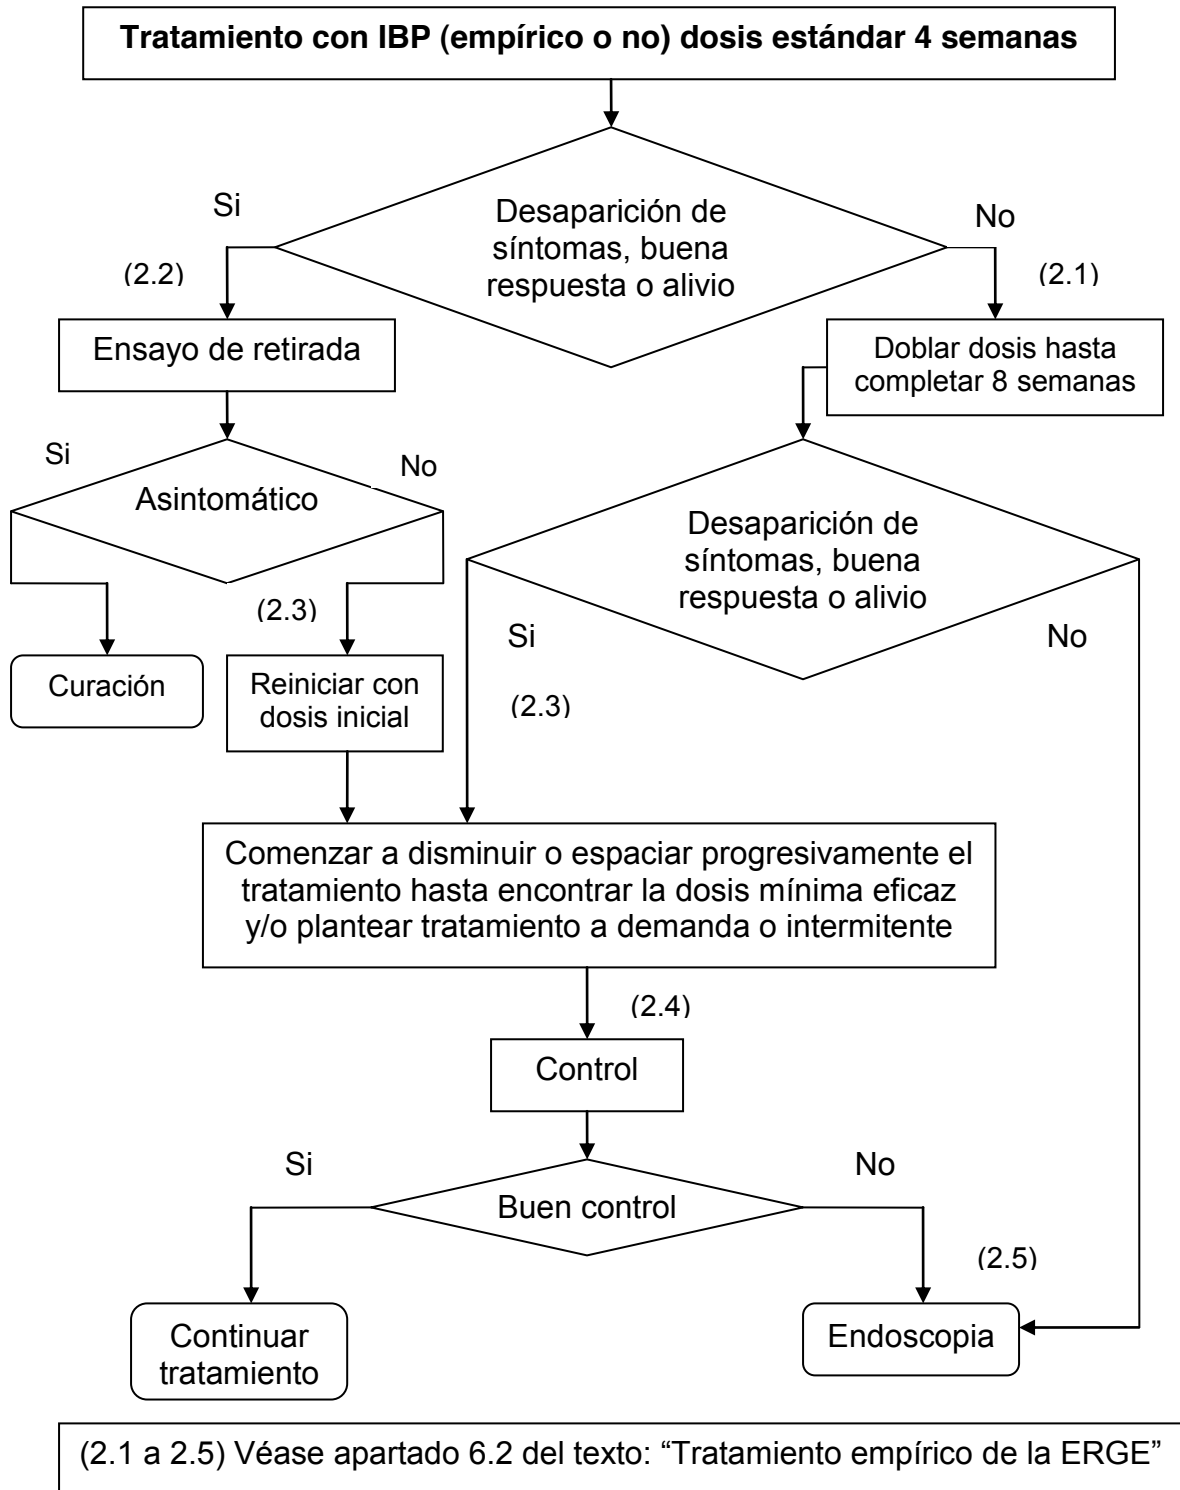 Tratamiento con IBP (empírico o no) dosis estándar 4 semanas
Si
Desaparición de
síntomas, buena
respuesta o alivio
No
(2.2)
(2.1)
Ensayo de retirada
Doblar dosis hasta
completar 8 semanas
Si
Asintomático
No
Desaparición de
síntomas, buena
respuesta o alivio
(2.3)
Si
No
Curación
Reiniciar con
dosis inicial
(2.3)
Comenzar a disminuir o espaciar progresivamente el
tratamiento hasta encontrar la dosis mínima eficaz
y/o plantear tratamiento a demanda o intermitente
(2.4)
Control
Si
No
Buen control
(2.5)
Continuar
tratamiento
Endoscopia
(2.1 a 2.5) Véase apartado 6.2 del texto: “Tratamiento empírico de la ERGE”